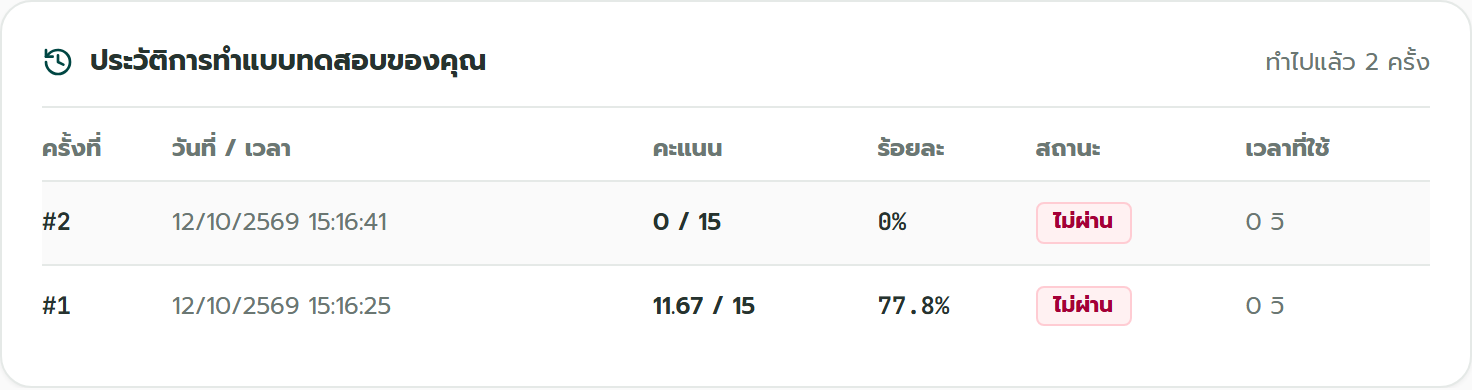 ประวัติการทำแบบทดสอบของคุณ ทำไปแล้ว 2 ครั้ง
ครั้งที่ วันที่ / เวลา คะแนน ร้อยละ สถานะ เวลาที่ใช้
#2 12/10/2569 15:16:41 0 / 15 0% ไม่ผ่าน 0 วิ
#1 12/10/2569 15:16:25 11.67 / 15 77.8% ไม่ผ่าน 0 วิ